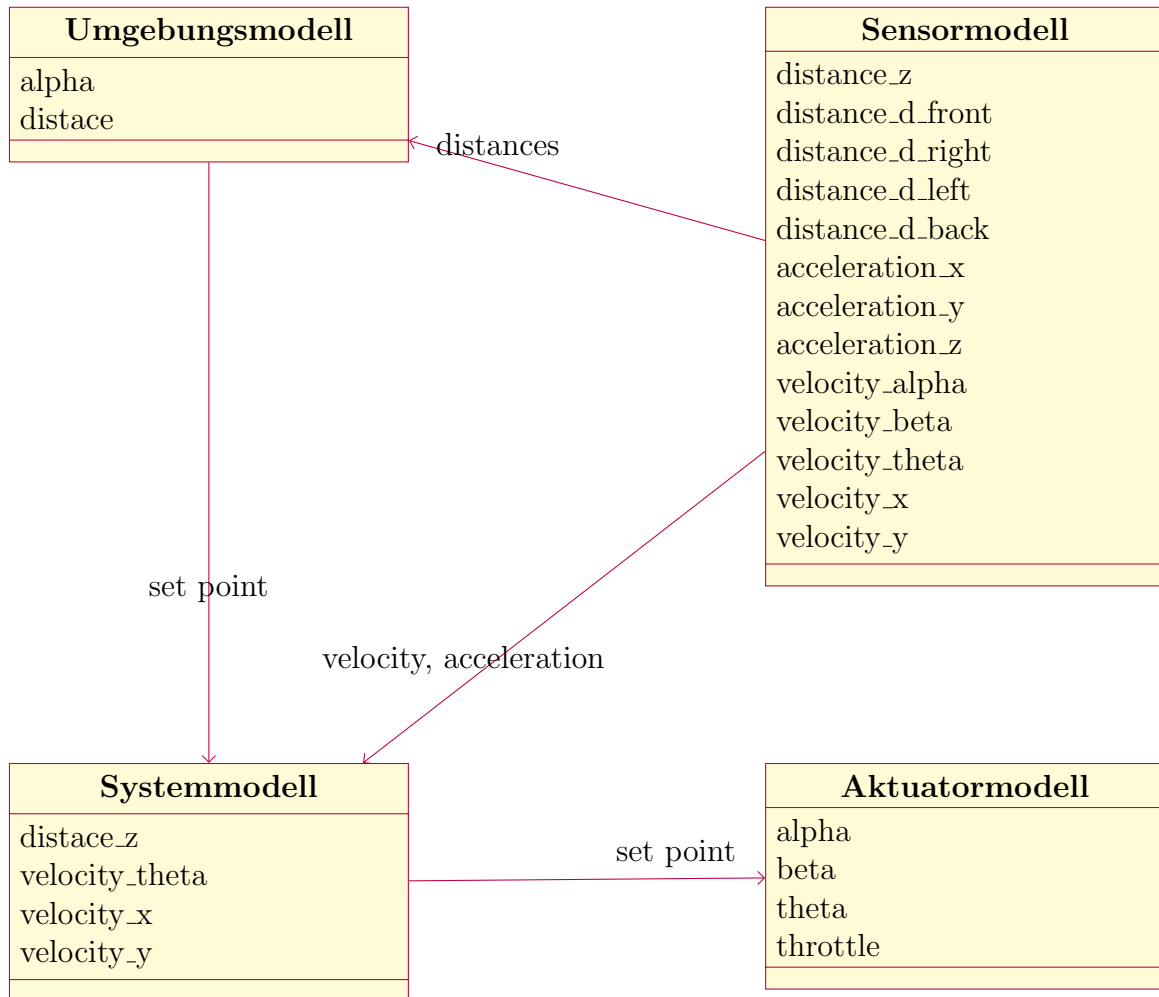 Umgebungsmodell
alpha
distace
Sensormodell
distance_z
distance_d_front
distance_d_right
distance_d_left
distance_d_back
acceleration_x
acceleration_y
acceleration_z
velocity_alpha
velocity_beta
velocity_theta
velocity_x
velocity_y
distances
set point
velocity, acceleration
Systemmodell
distace_z
velocity_theta
velocity_x
velocity_y
set point
Aktuatormodell
alpha
beta
theta
throttle